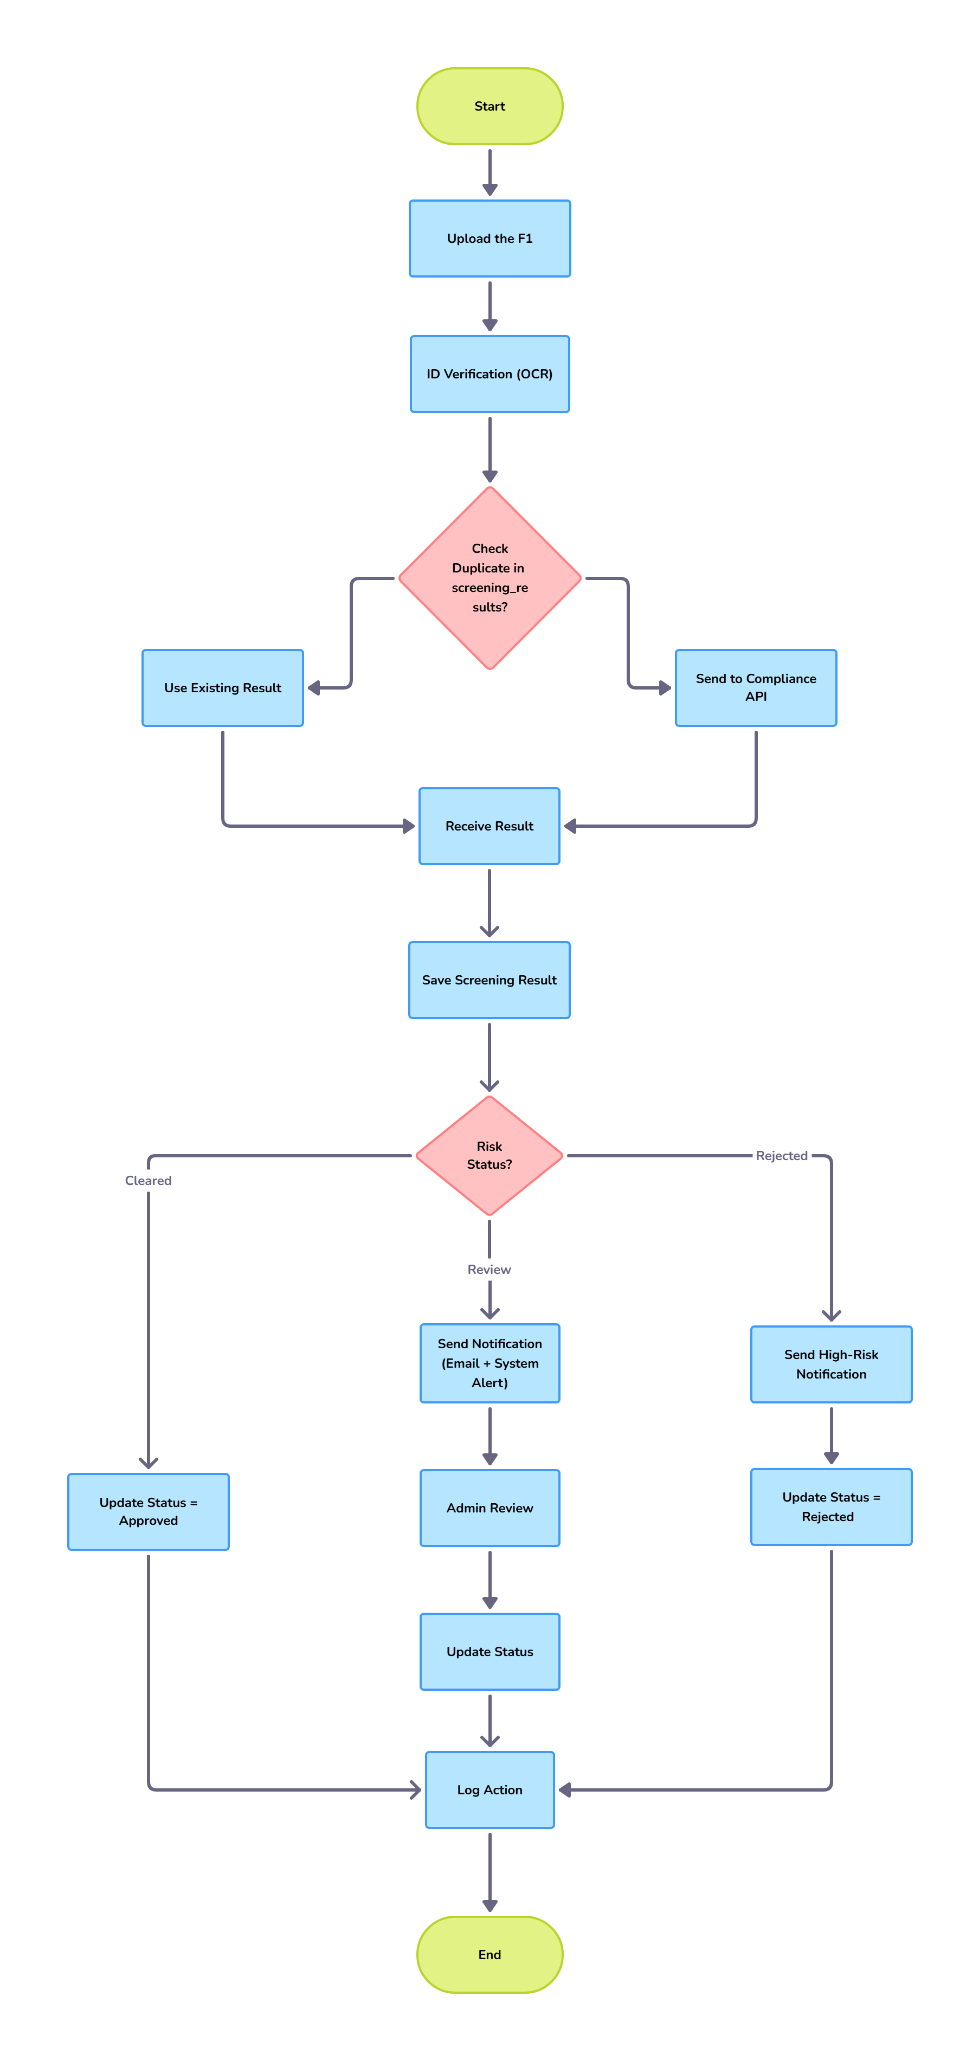 Start
Upload the F1
ID Verification (OCR)
Check
Duplicate in
screening_re
sults?
Use Existing Result
Send to Compliance
API
Receive Result
Save Screening Result
Risk
Status?
Cleared
Rejected
Review
Send Notification
(Email + System
Alert)
Send High-Risk
Notification
Update Status =
Approved
Admin Review
Update Status =
Rejected
Update Status
Log Action
End